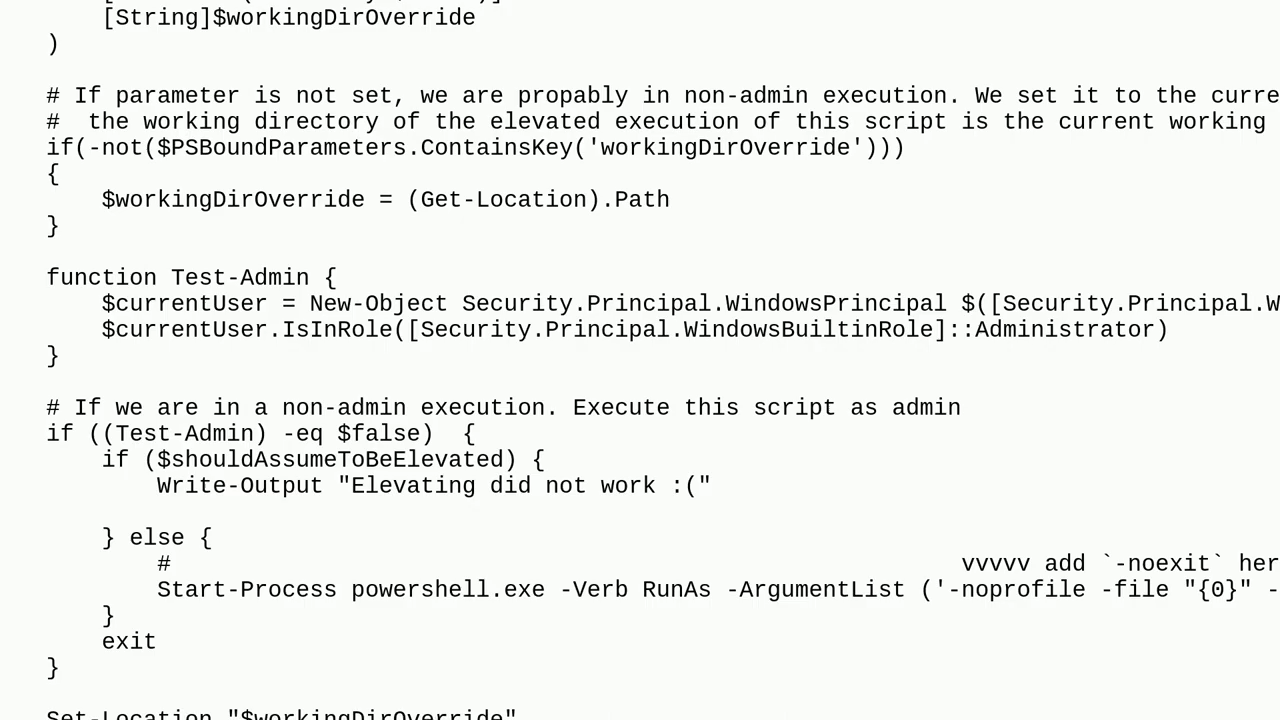 [String]$workingDirOverride
)
# If parameter is not set, we are propably in non-admin execution. We set it to the curre
#  the working directory of the elevated execution of this script is the current working
if(-not($PSBoundParameters.ContainsKey('workingDirOverride')))
{
    $workingDirOverride = (Get-Location).Path
}
function Test-Admin {
    $currentUser = New-Object Security.Principal.WindowsPrincipal $([Security.Principal.W
    $currentUser.IsInRole([Security.Principal.WindowsBuiltinRole]::Administrator)
}
# If we are in a non-admin execution. Execute this script as admin
if ((Test-Admin) -eq $false)  {
    if ($shouldAssumeToBeElevated) {
        Write-Output "Elevating did not work :("
    } else {
        #                                                         vvvvv add `-noexit` her
        Start-Process powershell.exe -Verb RunAs -ArgumentList ('-noprofile -file "{0}" -
    }
    exit
}
Set-Location "$workingDirOverride"